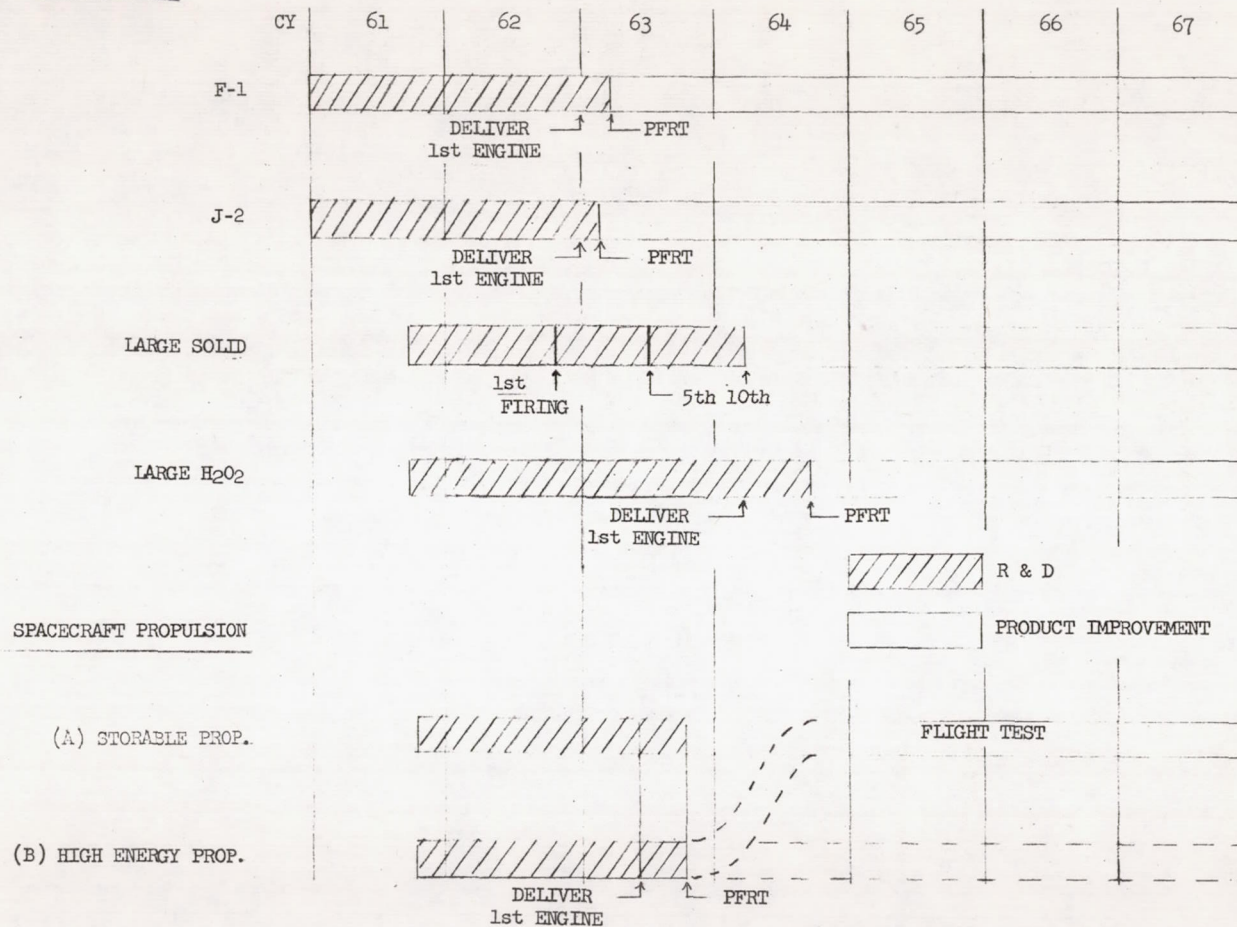 CY 61 62 63 64 65 66 67
F-1
DELIVER PFRT
1st ENGINE
J-2
DELIVER PFRT
1st ENGINE
LARGE SOLID
1st 5th 10th
FIRING
LARGE H2O2
DELIVER PFRT
1st ENGINE
R & D
SPACECRAFT PROPULSION PRODUCT IMPROVEMENT
(A) STORABLE PROP. FLIGHT TEST
(B) HIGH ENERGY PROP.
DELIVER PFRT
1st ENGINE